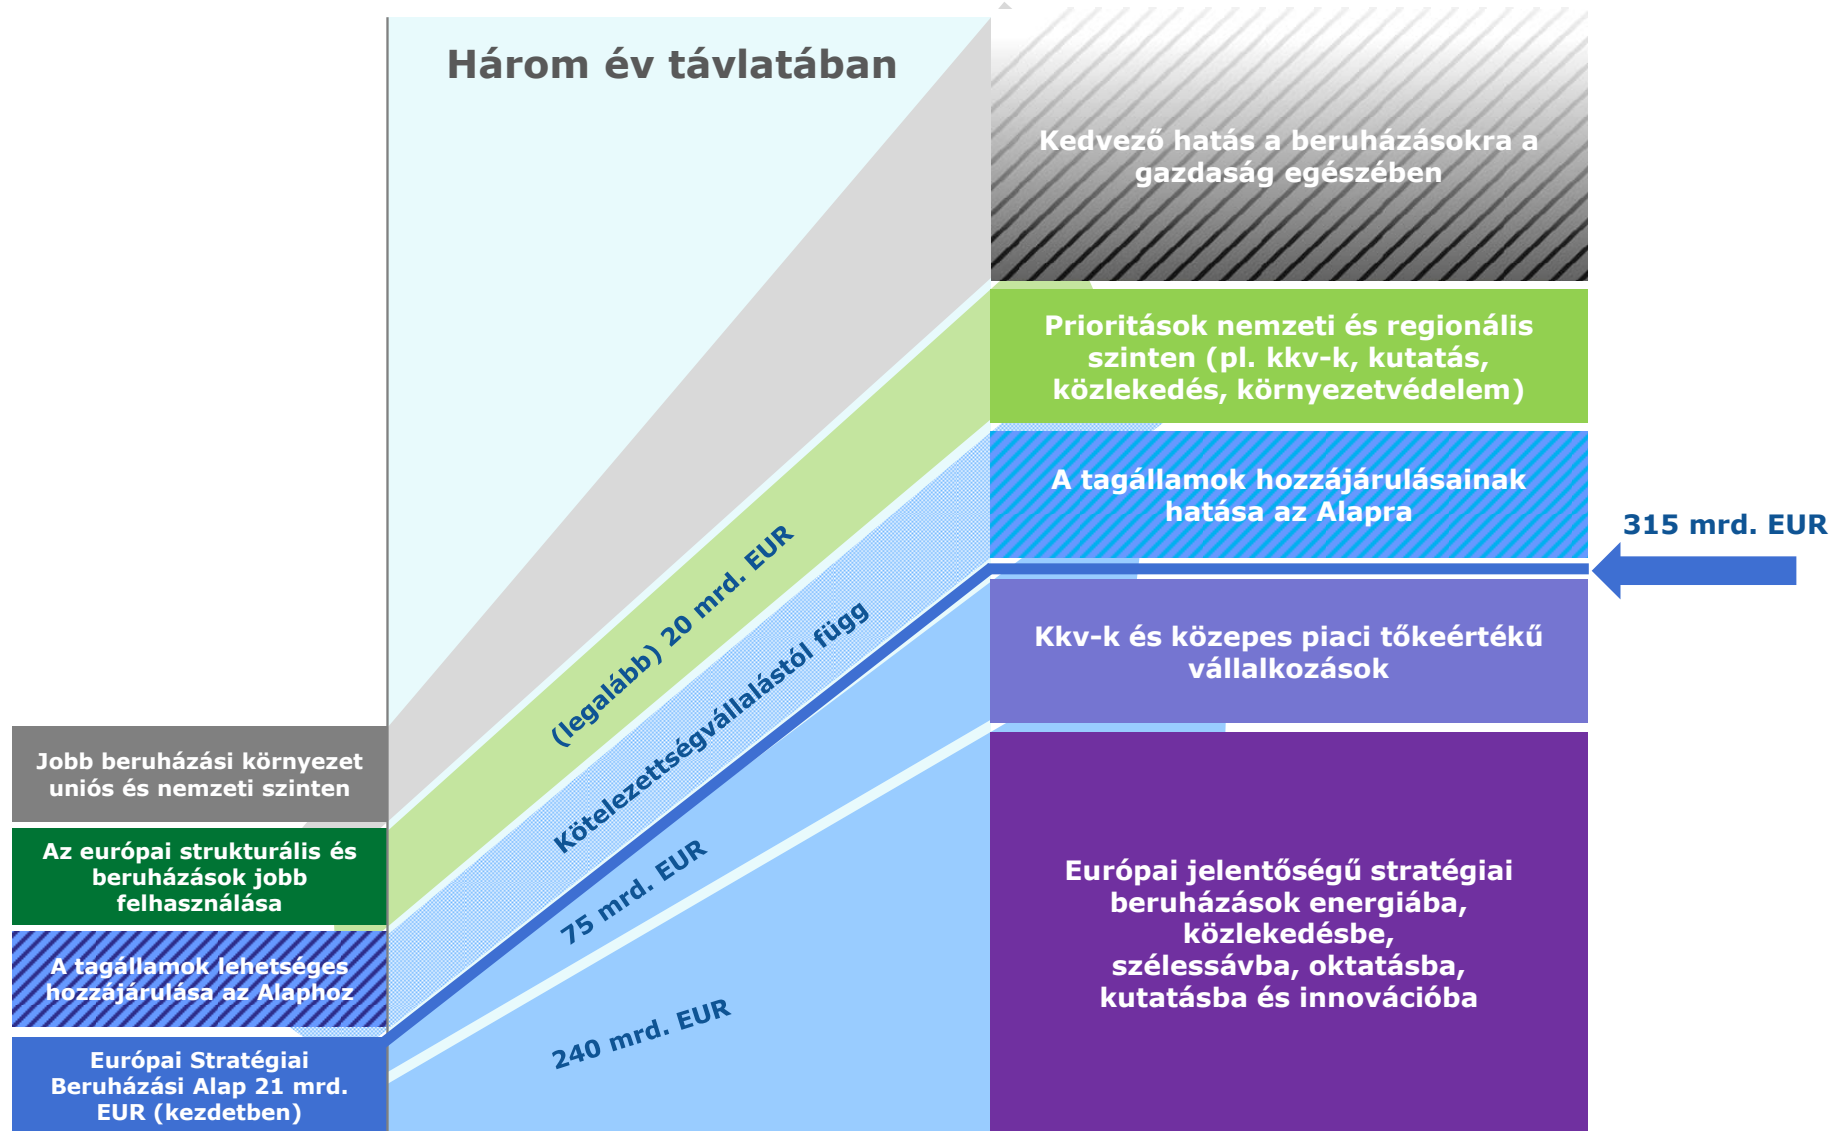 Három év távlatában
Kedvező hatás a beruházásokra a
gazdaság egészében
Prioritások nemzeti és regionális
szinten (pl. kkv-k, kutatás,
közlekedés, környezetvédelem)
A tagállamok hozzájárulásainak
hatása az Alapra
315 mrd. EUR
Kkv-k és közepes piaci tőkeértékű
vállalkozások
Európai jelentőségű stratégiai
beruházások energiába,
közlekedésbe,
szélessávba, oktatásba,
kutatásba és innovációba
(legalább) 20 mrd. EUR
Kötelezettségvállalástól függ
75 mrd. EUR
240 mrd. EUR
Jobb beruházási környezet
uniós és nemzeti szinten
Az európai strukturális és
beruházások jobb
felhasználása
A tagállamok lehetséges
hozzájárulása az Alaphoz
Európai Stratégiai
Beruházási Alap 21 mrd.
EUR (kezdetben)